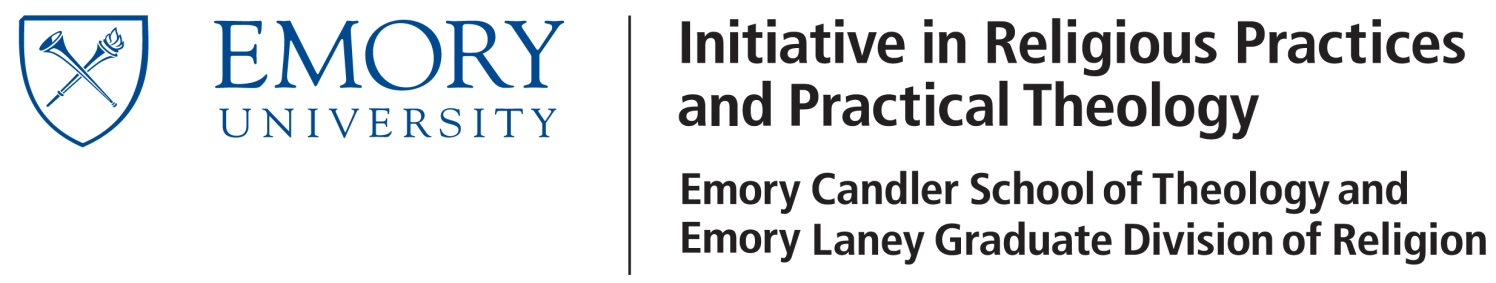 EMORY
UNIVERSITY
Initiative in Religious Practices
and Practical Theology
Emory Candler School of Theology and
Emory Laney Graduate Division of Religion